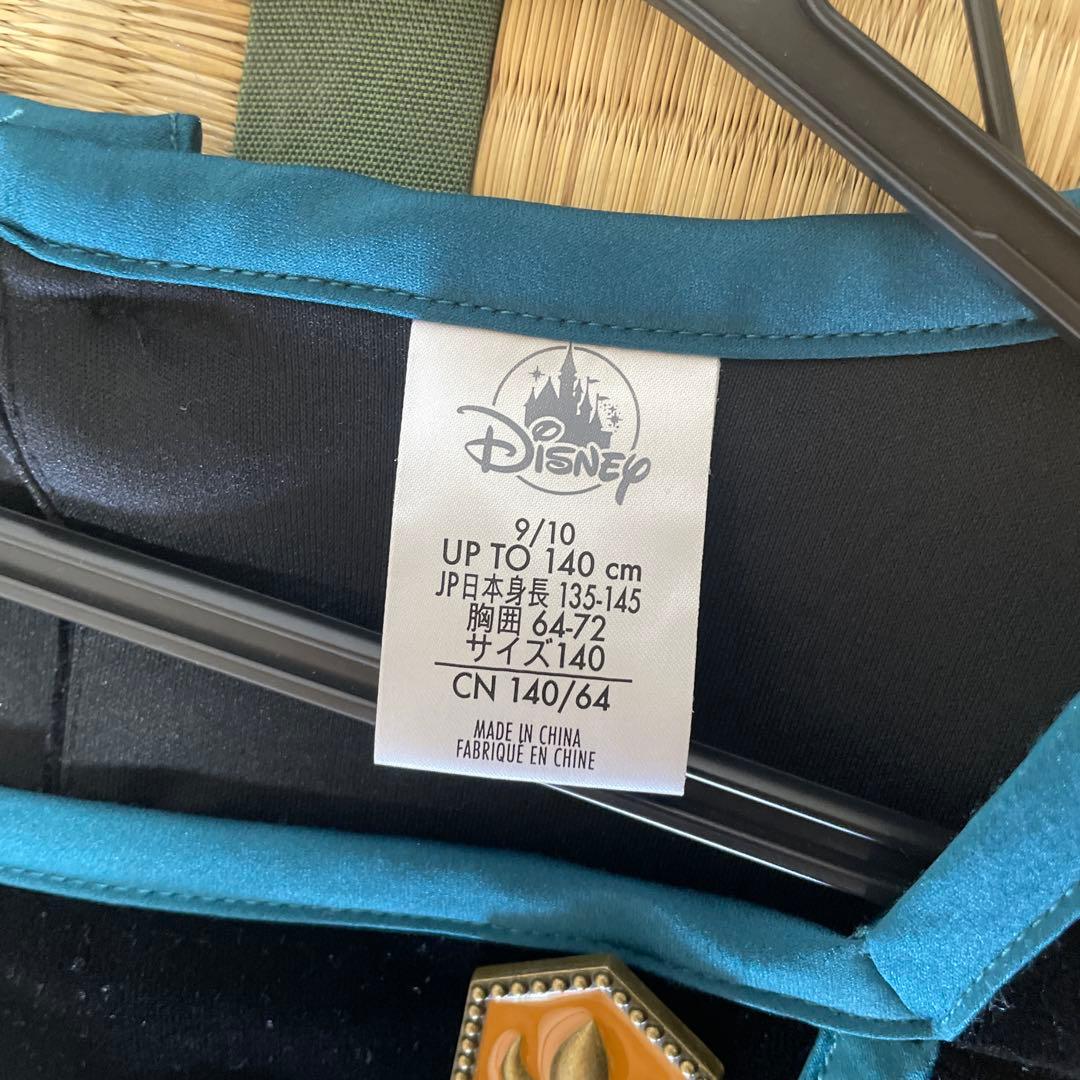 Disney
9/10
UP TO 140 cm
JP日本身長 135-145
胸囲 64-72
サイズ140
CN 140/64
MADE IN CHINA
FABRIQUÉ EN CHINE